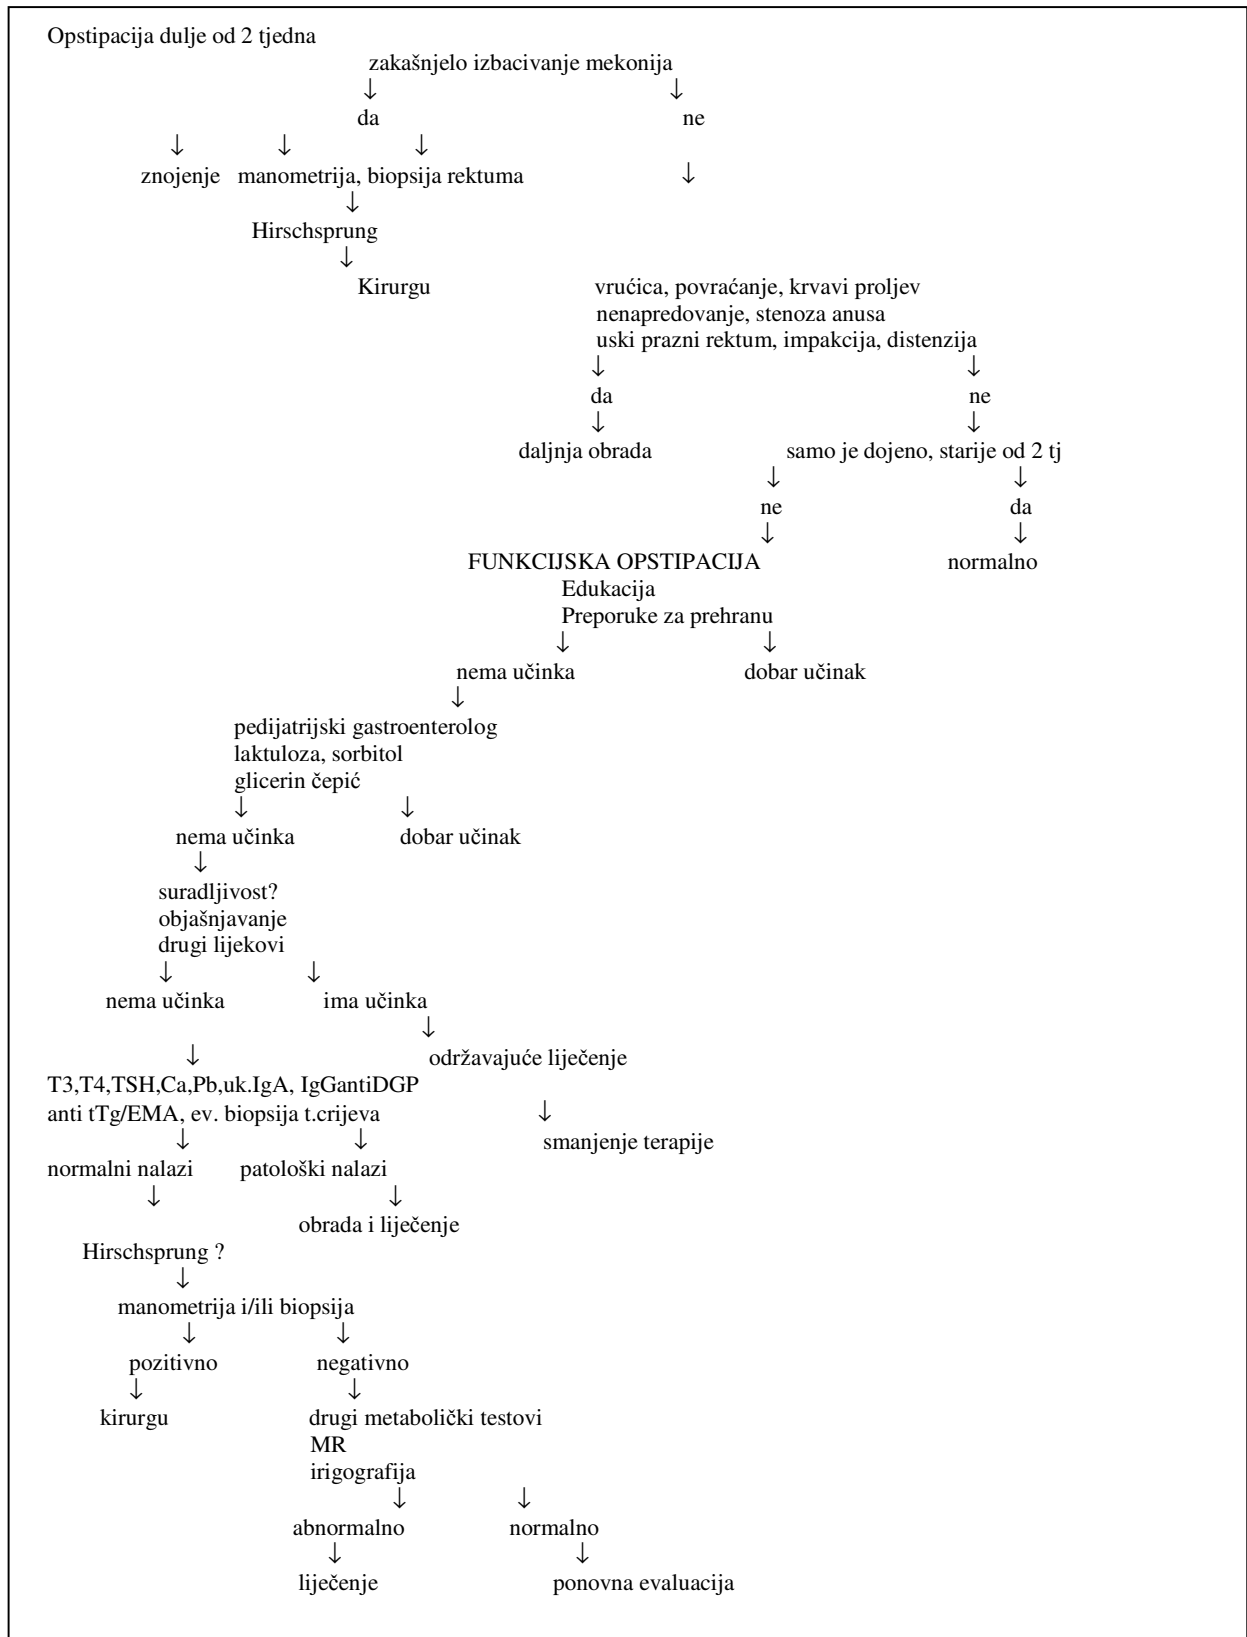 Opstipacija dulje od 2 tjedna
zakašnjelo izbacivanje mekonija
↓ ↓
da ne
↓ ↓ ↓
znojenje manometrija, biopsija rektuma ↓
↓
Hirschsprung
↓
Kirurgu vrućica, povraćanje, krvavi proljev
nenapredovanje, stenoza anusa
uski prazni rektum, impakcija, distenzija
↓ ↓
da ne
↓ ↓
daljnja obrada samo je dojeno, starije od 2 tj
↓ ↓
ne da
↓ ↓
FUNKCIJSKA OPSTIPACIJA normalno
Edukacija
Preporuke za prehranu
↓ ↓
nema učinka dobar učinak
↓
pedijatrijski gastroenterolog
laktuloza, sorbitol
glicerin čepić
↓ ↓
nema učinka dobar učinak
↓
suradljivost?
objašnjavanje
drugi lijekovi
↓ ↓
nema učinka ima učinka
↓
↓ održavajuće liječenje
T3,T4,TSH,Ca,Pb,uk.IgA, IgGantiDGP
anti tTg/EMA, ev. biopsija t.crijeva ↓
↓ ↓ smanjenje terapije
normalni nalazi patološki nalazi
↓ ↓
obrada i liječenje
Hirschsprung ?
↓
manometrija i/ili biopsija
↓ ↓
pozitivno negativno
↓ ↓
kirurgu drugi metabolički testovi
MR
irigografija
↓ ↓
abnormalno normalno
↓ ↓
liječenje ponovna evaluacija